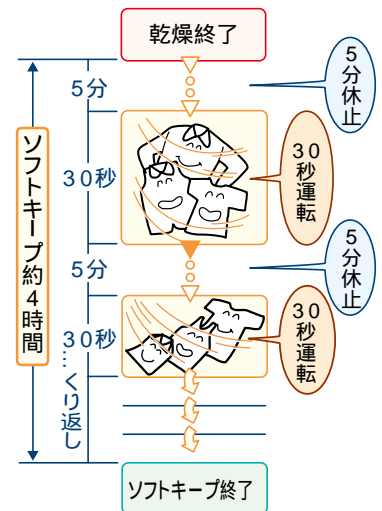 乾燥終了
5分
5分休止
30秒
30秒運転
ソフトキープ約4時間
5分
5分休止
30秒
30秒運転
…くり返し
ソフトキープ終了